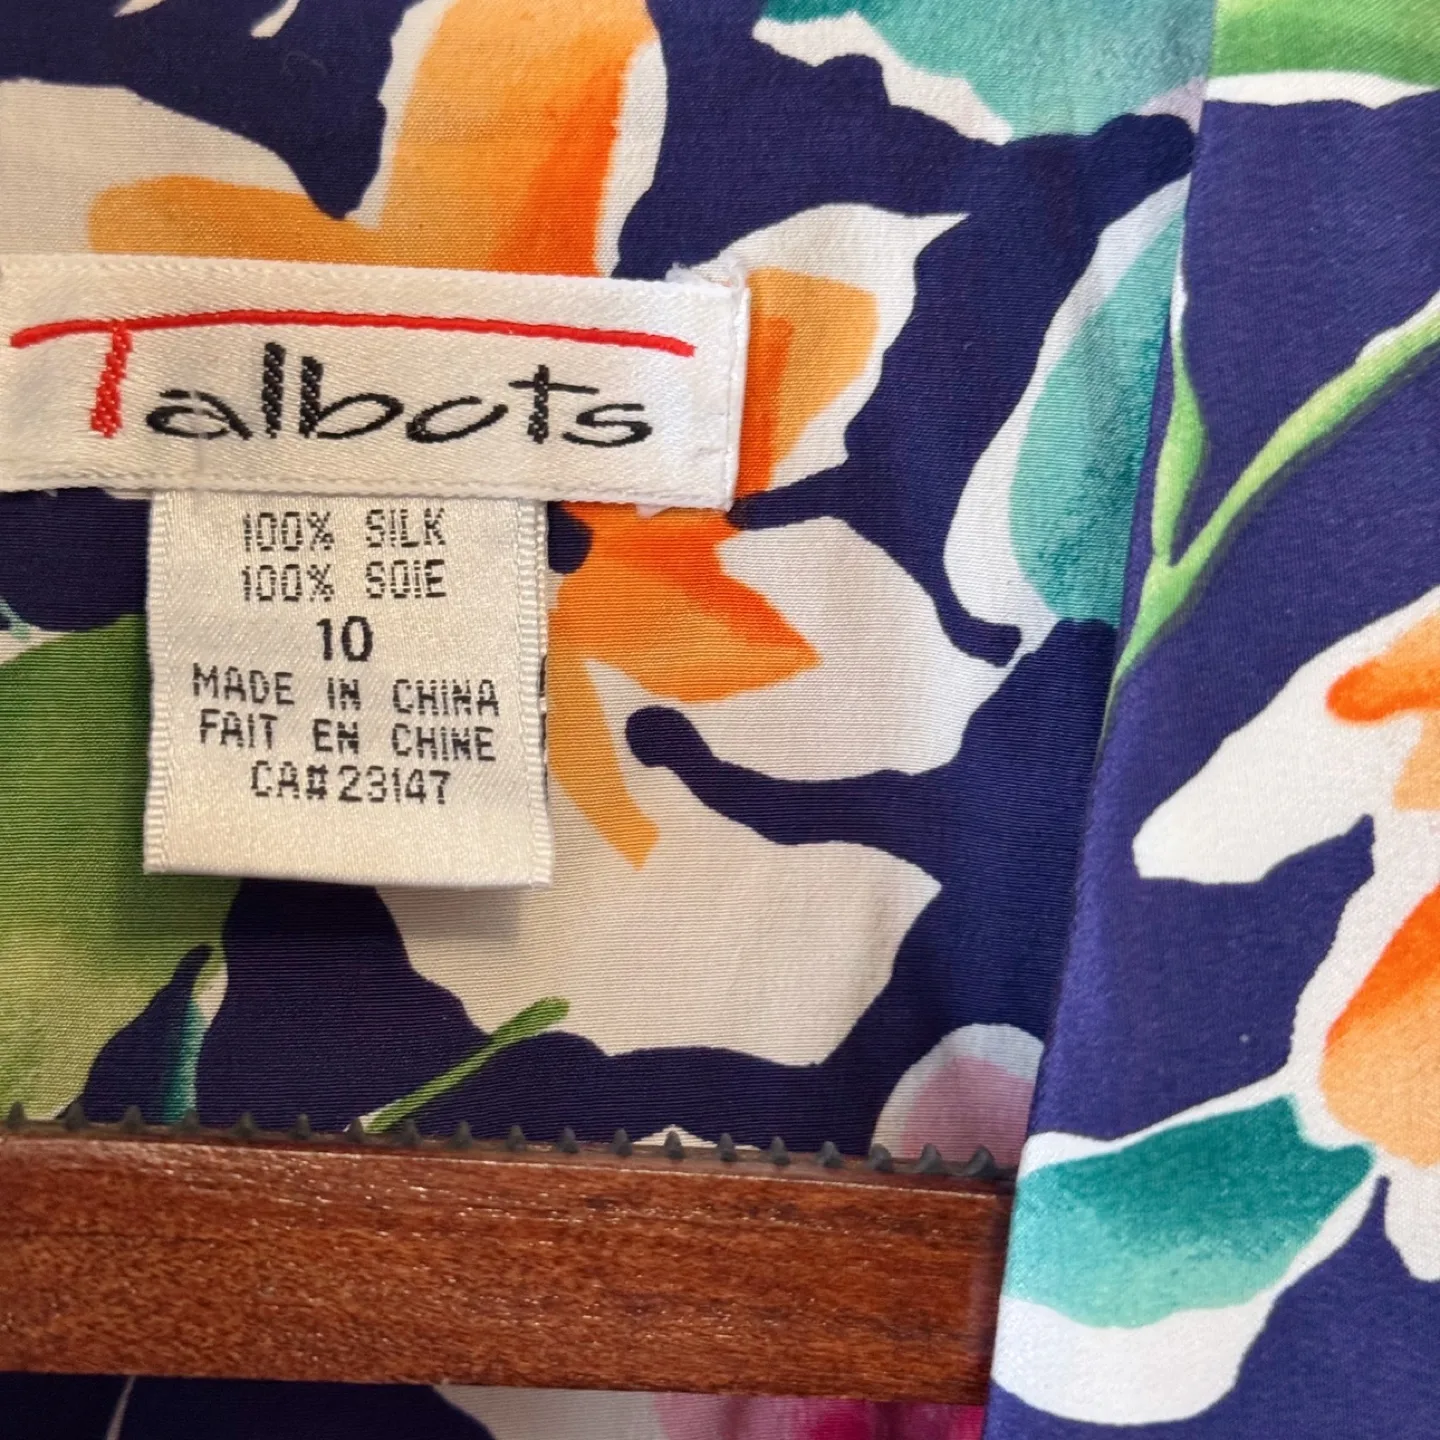 Talbots
100% SILK
100% SOIE
10
MADE IN CHINA
FAIT EN CHINE
CA# 23147